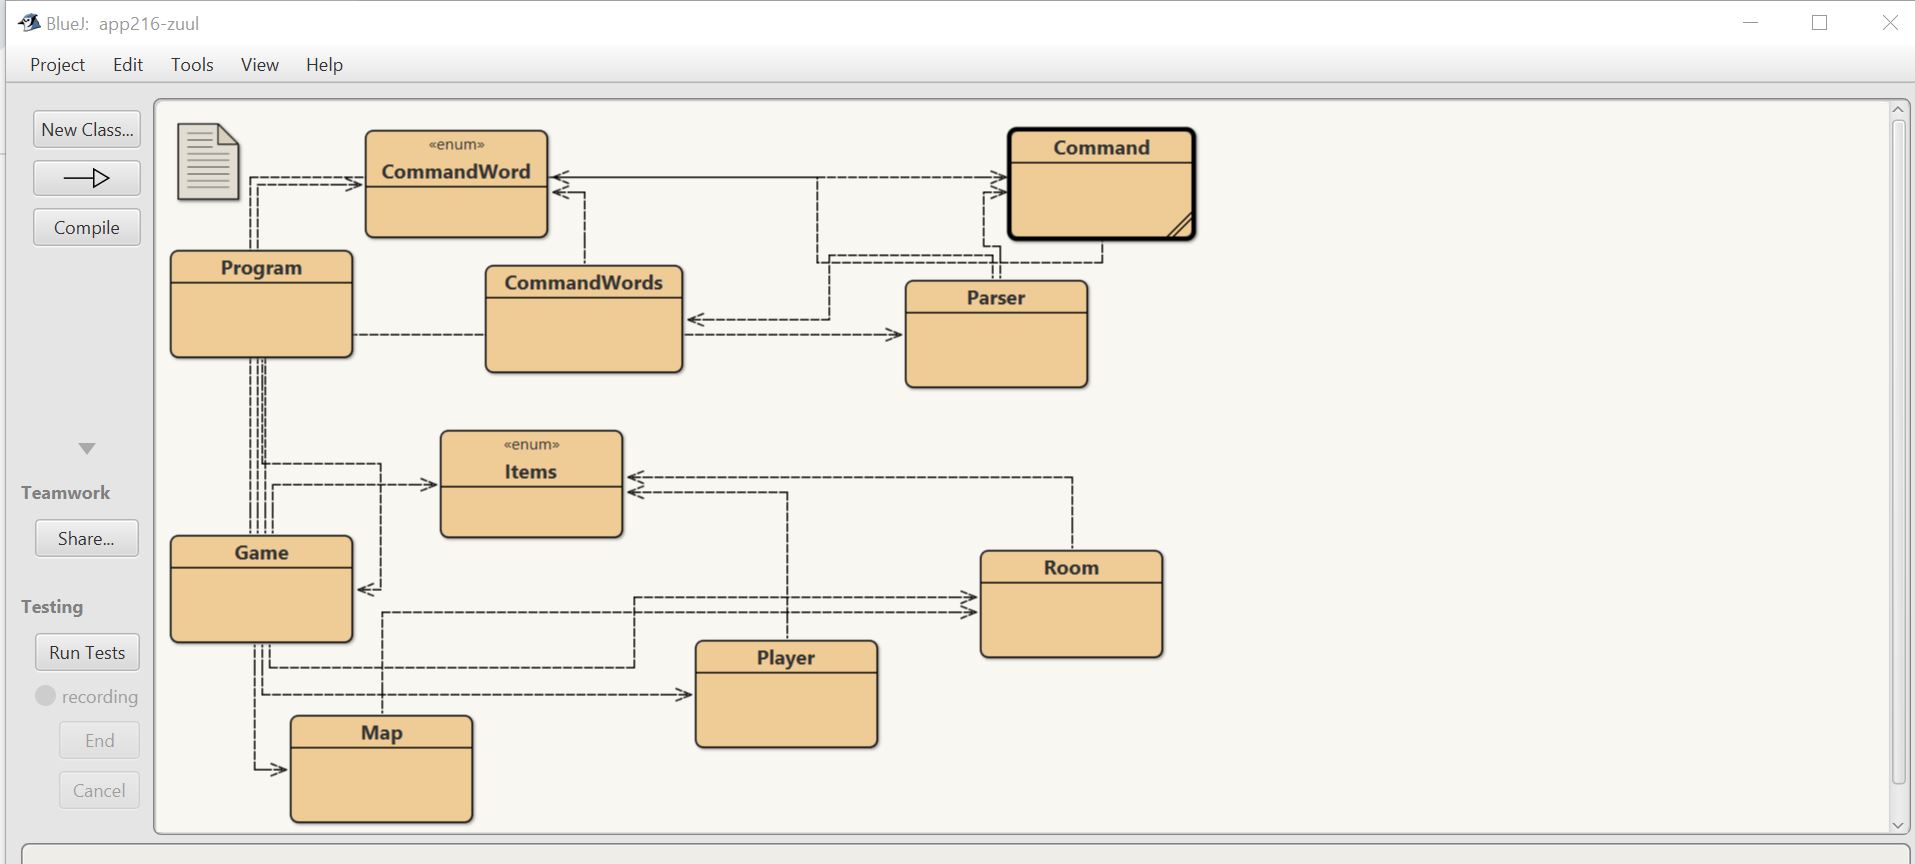 BlueJ:  app216-zuul
Project Edit Tools View Help
New Class...
Compile
Teamwork
Share...
Testing
Run Tests
recording
End
Cancel
«enum»
CommandWord
Command
Program
CommandWords
Parser
«enum»
Items
Game
Room
Player
Map